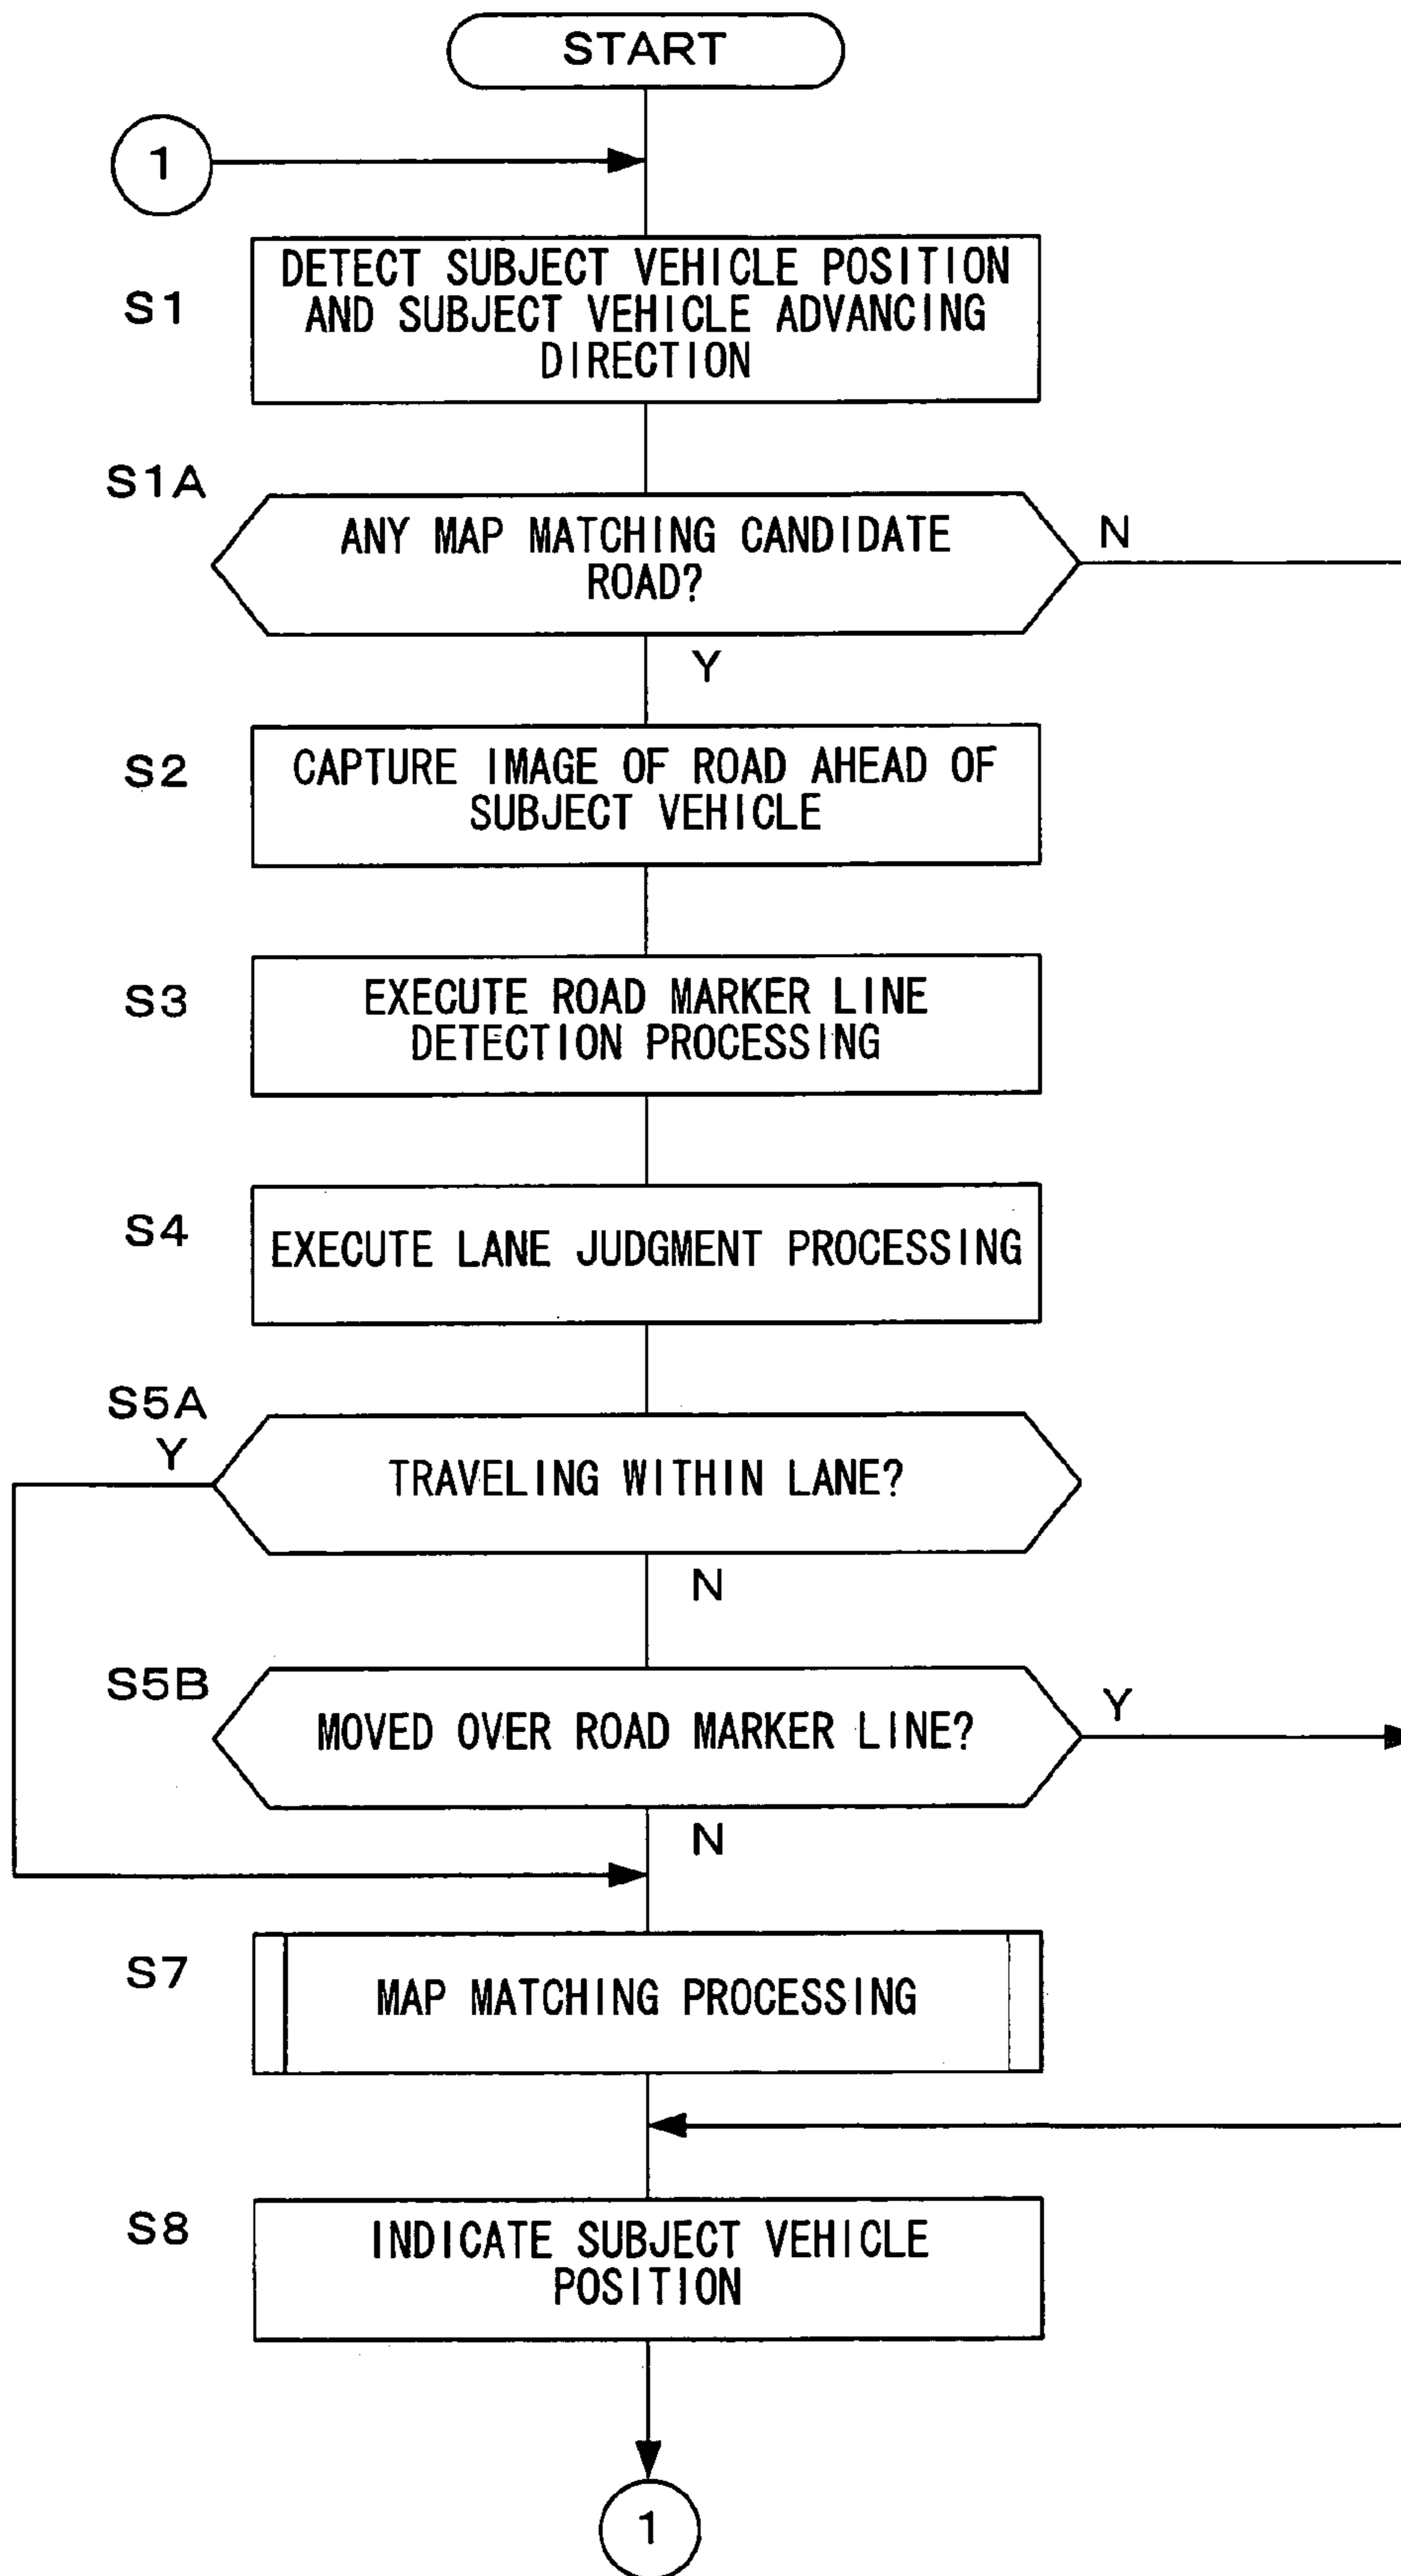 START
1
S1
DETECT SUBJECT VEHICLE POSITION
AND SUBJECT VEHICLE ADVANCING
DIRECTION
S1A
ANY MAP MATCHING CANDIDATE
ROAD?
N
Y
S2
CAPTURE IMAGE OF ROAD AHEAD OF
SUBJECT VEHICLE
S3
EXECUTE ROAD MARKER LINE
DETECTION PROCESSING
S4
EXECUTE LANE JUDGMENT PROCESSING
S5A
Y
TRAVELING WITHIN LANE?
N
S5B
MOVED OVER ROAD MARKER LINE?
Y
N
S7
MAP MATCHING PROCESSING
S8
INDICATE SUBJECT VEHICLE
POSITION
1